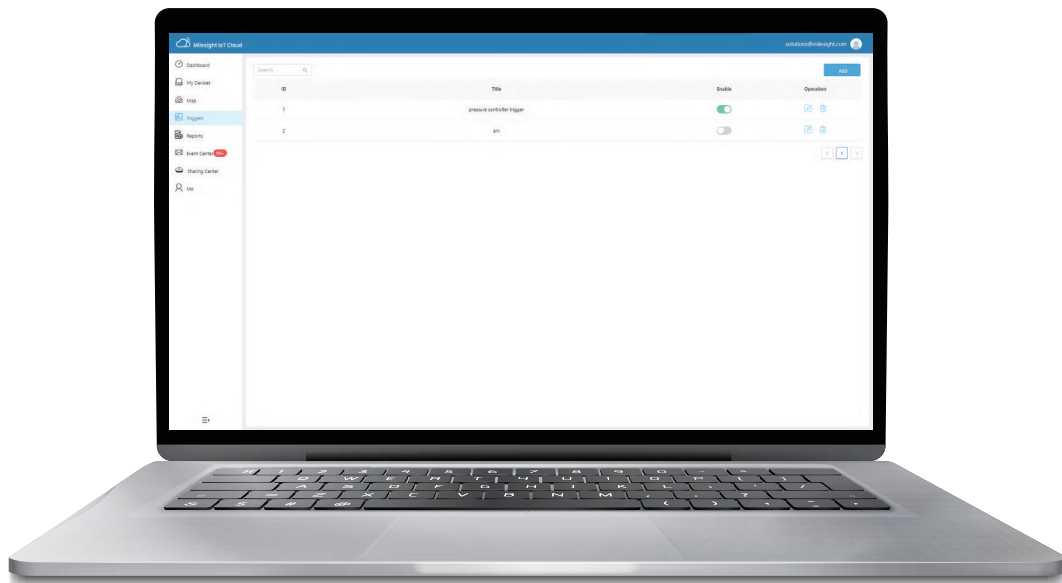 Milesight IoT Cloud
solutions@milesight.com
Dashboard
My Devices
Map
Triggers
Reports
Event Center 99+
Sharing Center
Me
Search
Add
ID Title Enable Operation
1 pressure controller trigger
2 am
1